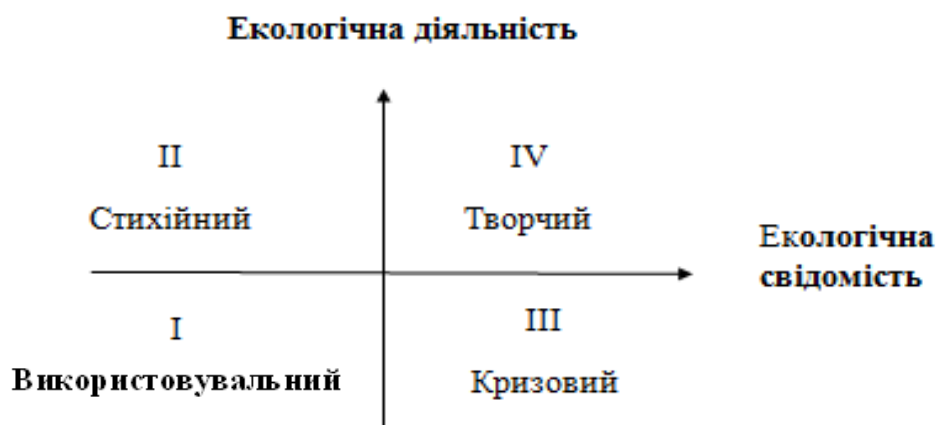 Екологічна діяльність
II
IV
Стихійний
Творчий
Екологічна
свідомість
I
III
Використовувальний
Кризовий